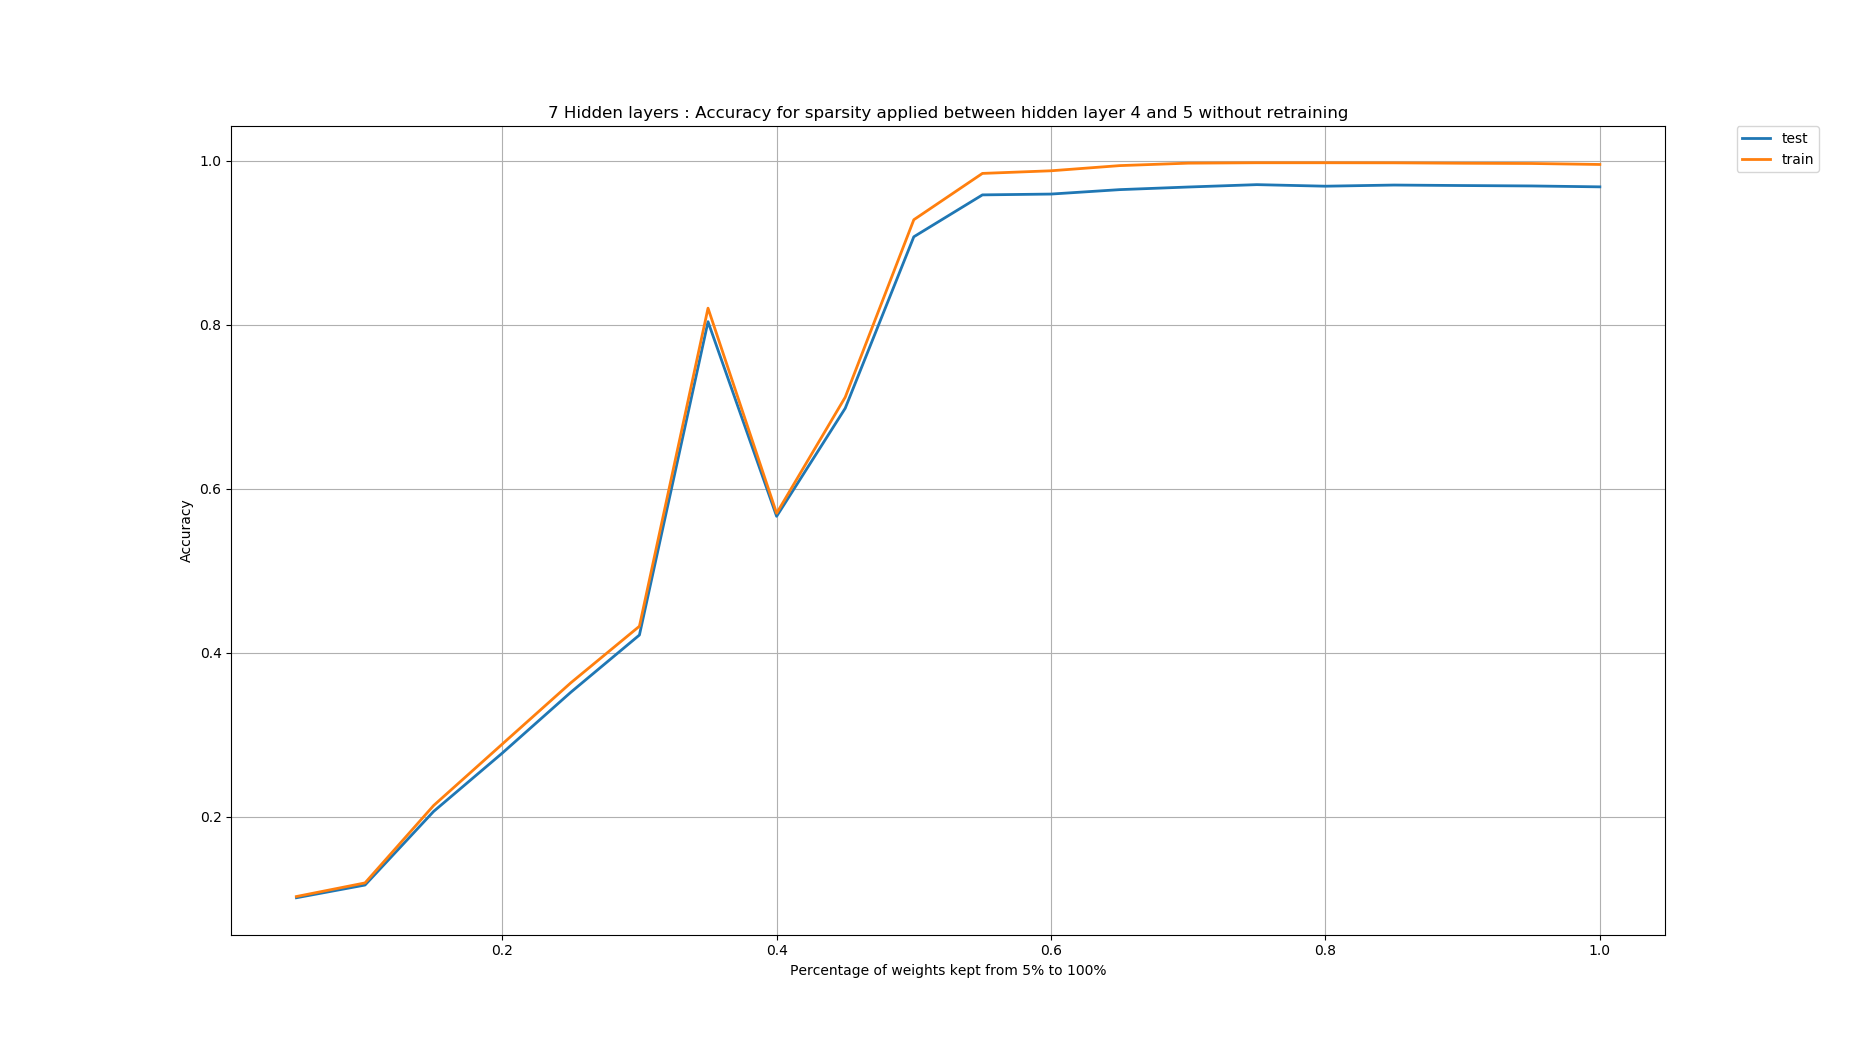 7 Hidden layers : Accuracy for sparsity applied between hidden layer 4 and 5 without retraining
test
train
1.0
0.8
0.6
0.4
0.2
Accuracy
0.2
0.4
0.6
0.8
1.0
Percentage of weights kept from 5% to 100%